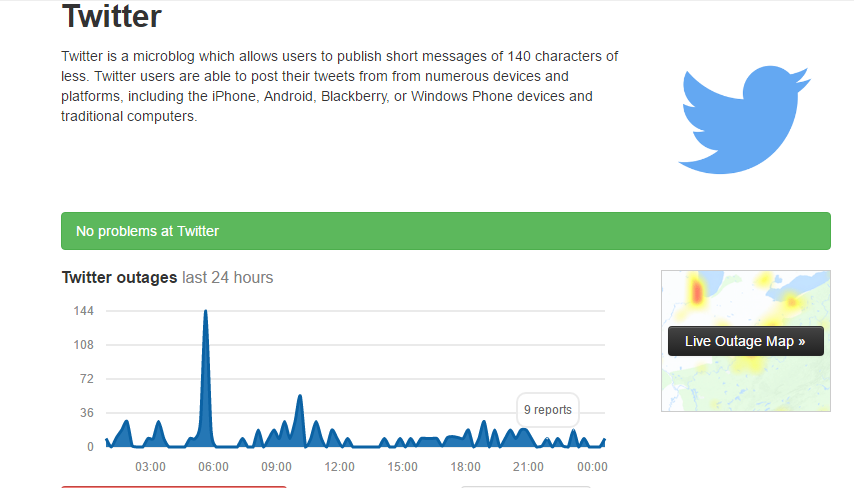 Twitter
Twitter is a microblog which allows users to publish short messages of 140 characters of
less. Twitter users are able to post their tweets from from numerous devices and
platforms, including the iPhone, Android, Blackberry, or Windows Phone devices and
traditional computers.
No problems at Twitter
Twitter outages last 24 hours
144
108
72
36
0
9 reports
03:00 06:00 09:00 12:00 15:00 18:00 21:00 00:00
Live Outage Map »